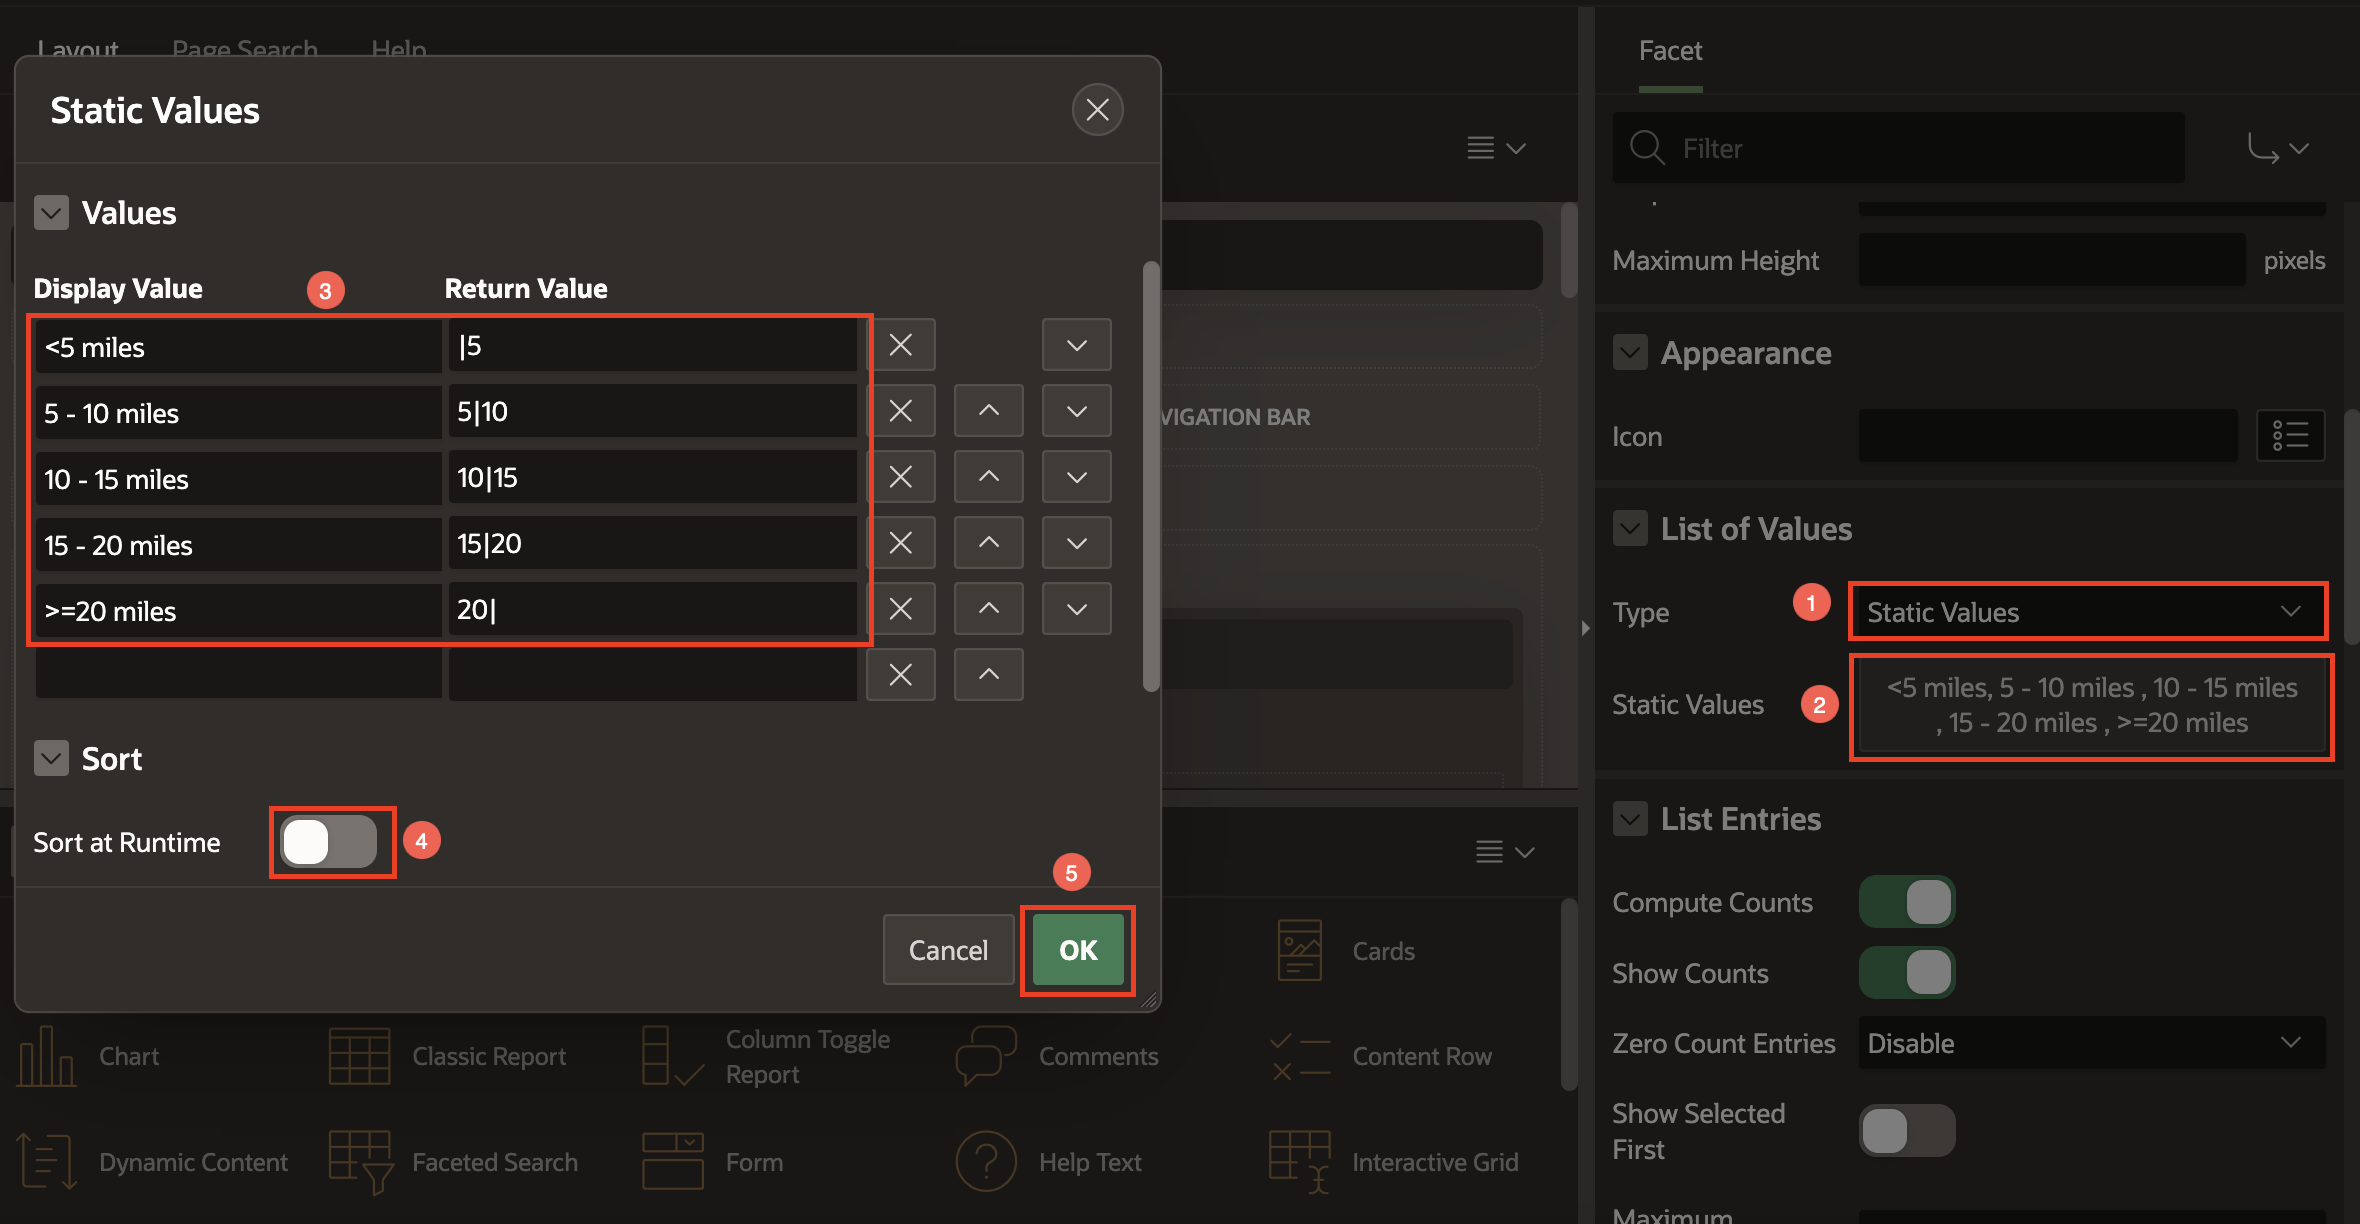 Layout Page Search Help
Static Values
Values
Display Value 3 Return Value
<5 miles |5
5 - 10 miles 5|10
10 - 15 miles 10|15
15 - 20 miles 15|20
>=20 miles 20|
Sort
Sort at Runtime 4
5
Cancel OK
VIGATION BAR
Cards
Chart
Classic Report
Column Toggle
Report
Comments
Content Row
Dynamic Content
Faceted Search
Form
Help Text
Interactive Grid
Facet
Filter
Maximum Height pixels
Appearance
Icon
List of Values
Type 1 Static Values
Static Values 2 <5 miles, 5 - 10 miles , 10 - 15 miles
, 15 - 20 miles , >=20 miles
List Entries
Compute Counts
Show Counts
Zero Count Entries Disable
Show Selected
First
Maximum